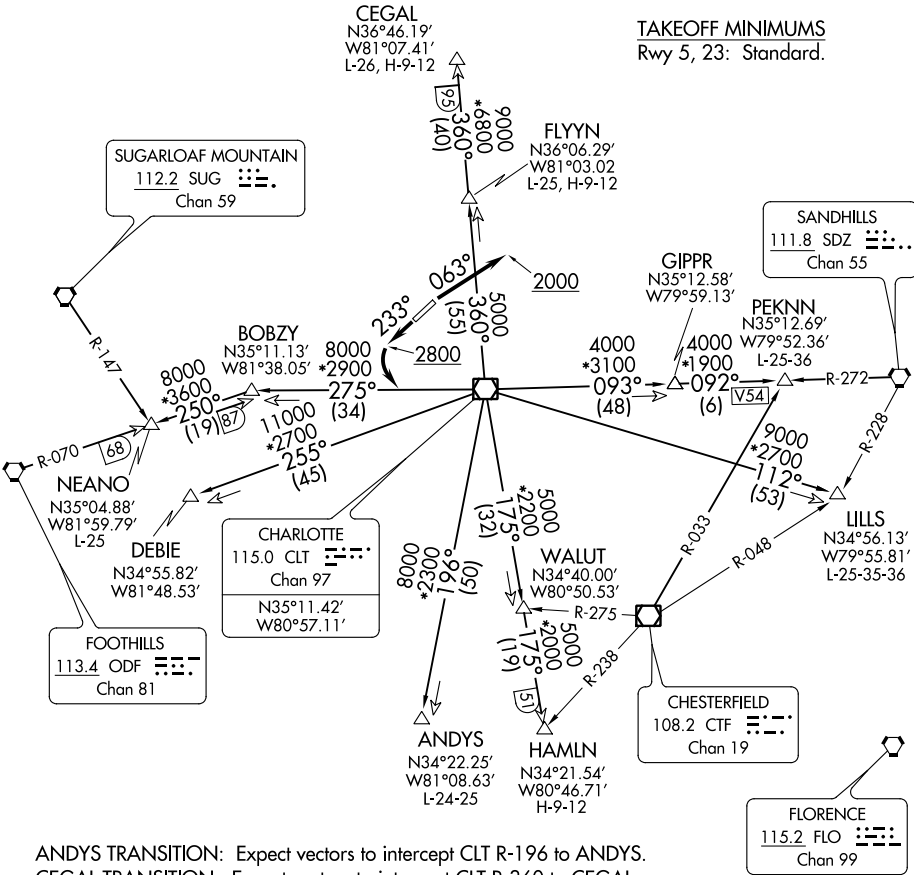 CEGAL
N36°46.19'
W81°07.41'
L-26, H-9-12
TAKEOFF MINIMUMS
Rwy 5, 23: Standard.
9000
*6800
360°
(40)
95
FLYYN
N36°06.29'
W81°03.02
L-25, H-9-12
SUGARLOAF MOUNTAIN
112.2 SUG
Chan 59
SANDHILLS
111.8 SDZ
Chan 55
063°
2000
233°
2800
5000
360°
(55)
GIPPR
N35°12.58'
W79°59.13'
PEKNN
N35°12.69'
W79°52.36'
L-25-36
BOBZY
N35°11.13'
W81°38.05'
R-147
8000
*3600
250°
(19)
87
8000
*2900
275°
(34)
4000
*3100
093°
(48)
4000
*1900
092°
(6)
V54
R-272
R-228
R-070
68
11000
*2700
255°
(45)
9000
*2700
112°
(53)
NEANO
N35°04.88'
W81°59.79'
L-25
DEBIE
N34°55.82'
W81°48.53'
CHARLOTTE
115.0 CLT
Chan 97
N35°11.42'
W80°57.11'
8000
*2300
196°
(50)
5000
*2200
175°
(32)
WALUT
N34°40.00'
W80°50.53'
R-033
R-048
LILLS
N34°56.13'
W79°55.81'
L-25-35-36
R-275
5000
*2000
175°
(19)
51
R-238
FOOTHILLS
113.4 ODF
Chan 81
CHESTERFIELD
108.2 CTF
Chan 19
ANDYS
N34°22.25'
W81°08.63'
L-24-25
HAMLN
N34°21.54'
W80°46.71'
H-9-12
FLORENCE
115.2 FLO
Chan 99
ANDYS TRANSITION: Expect vectors to intercept CLT R-196 to ANDYS.
CEGAL TRANSITION: Expect vectors to intercept CLT R-360 to CEGAL.